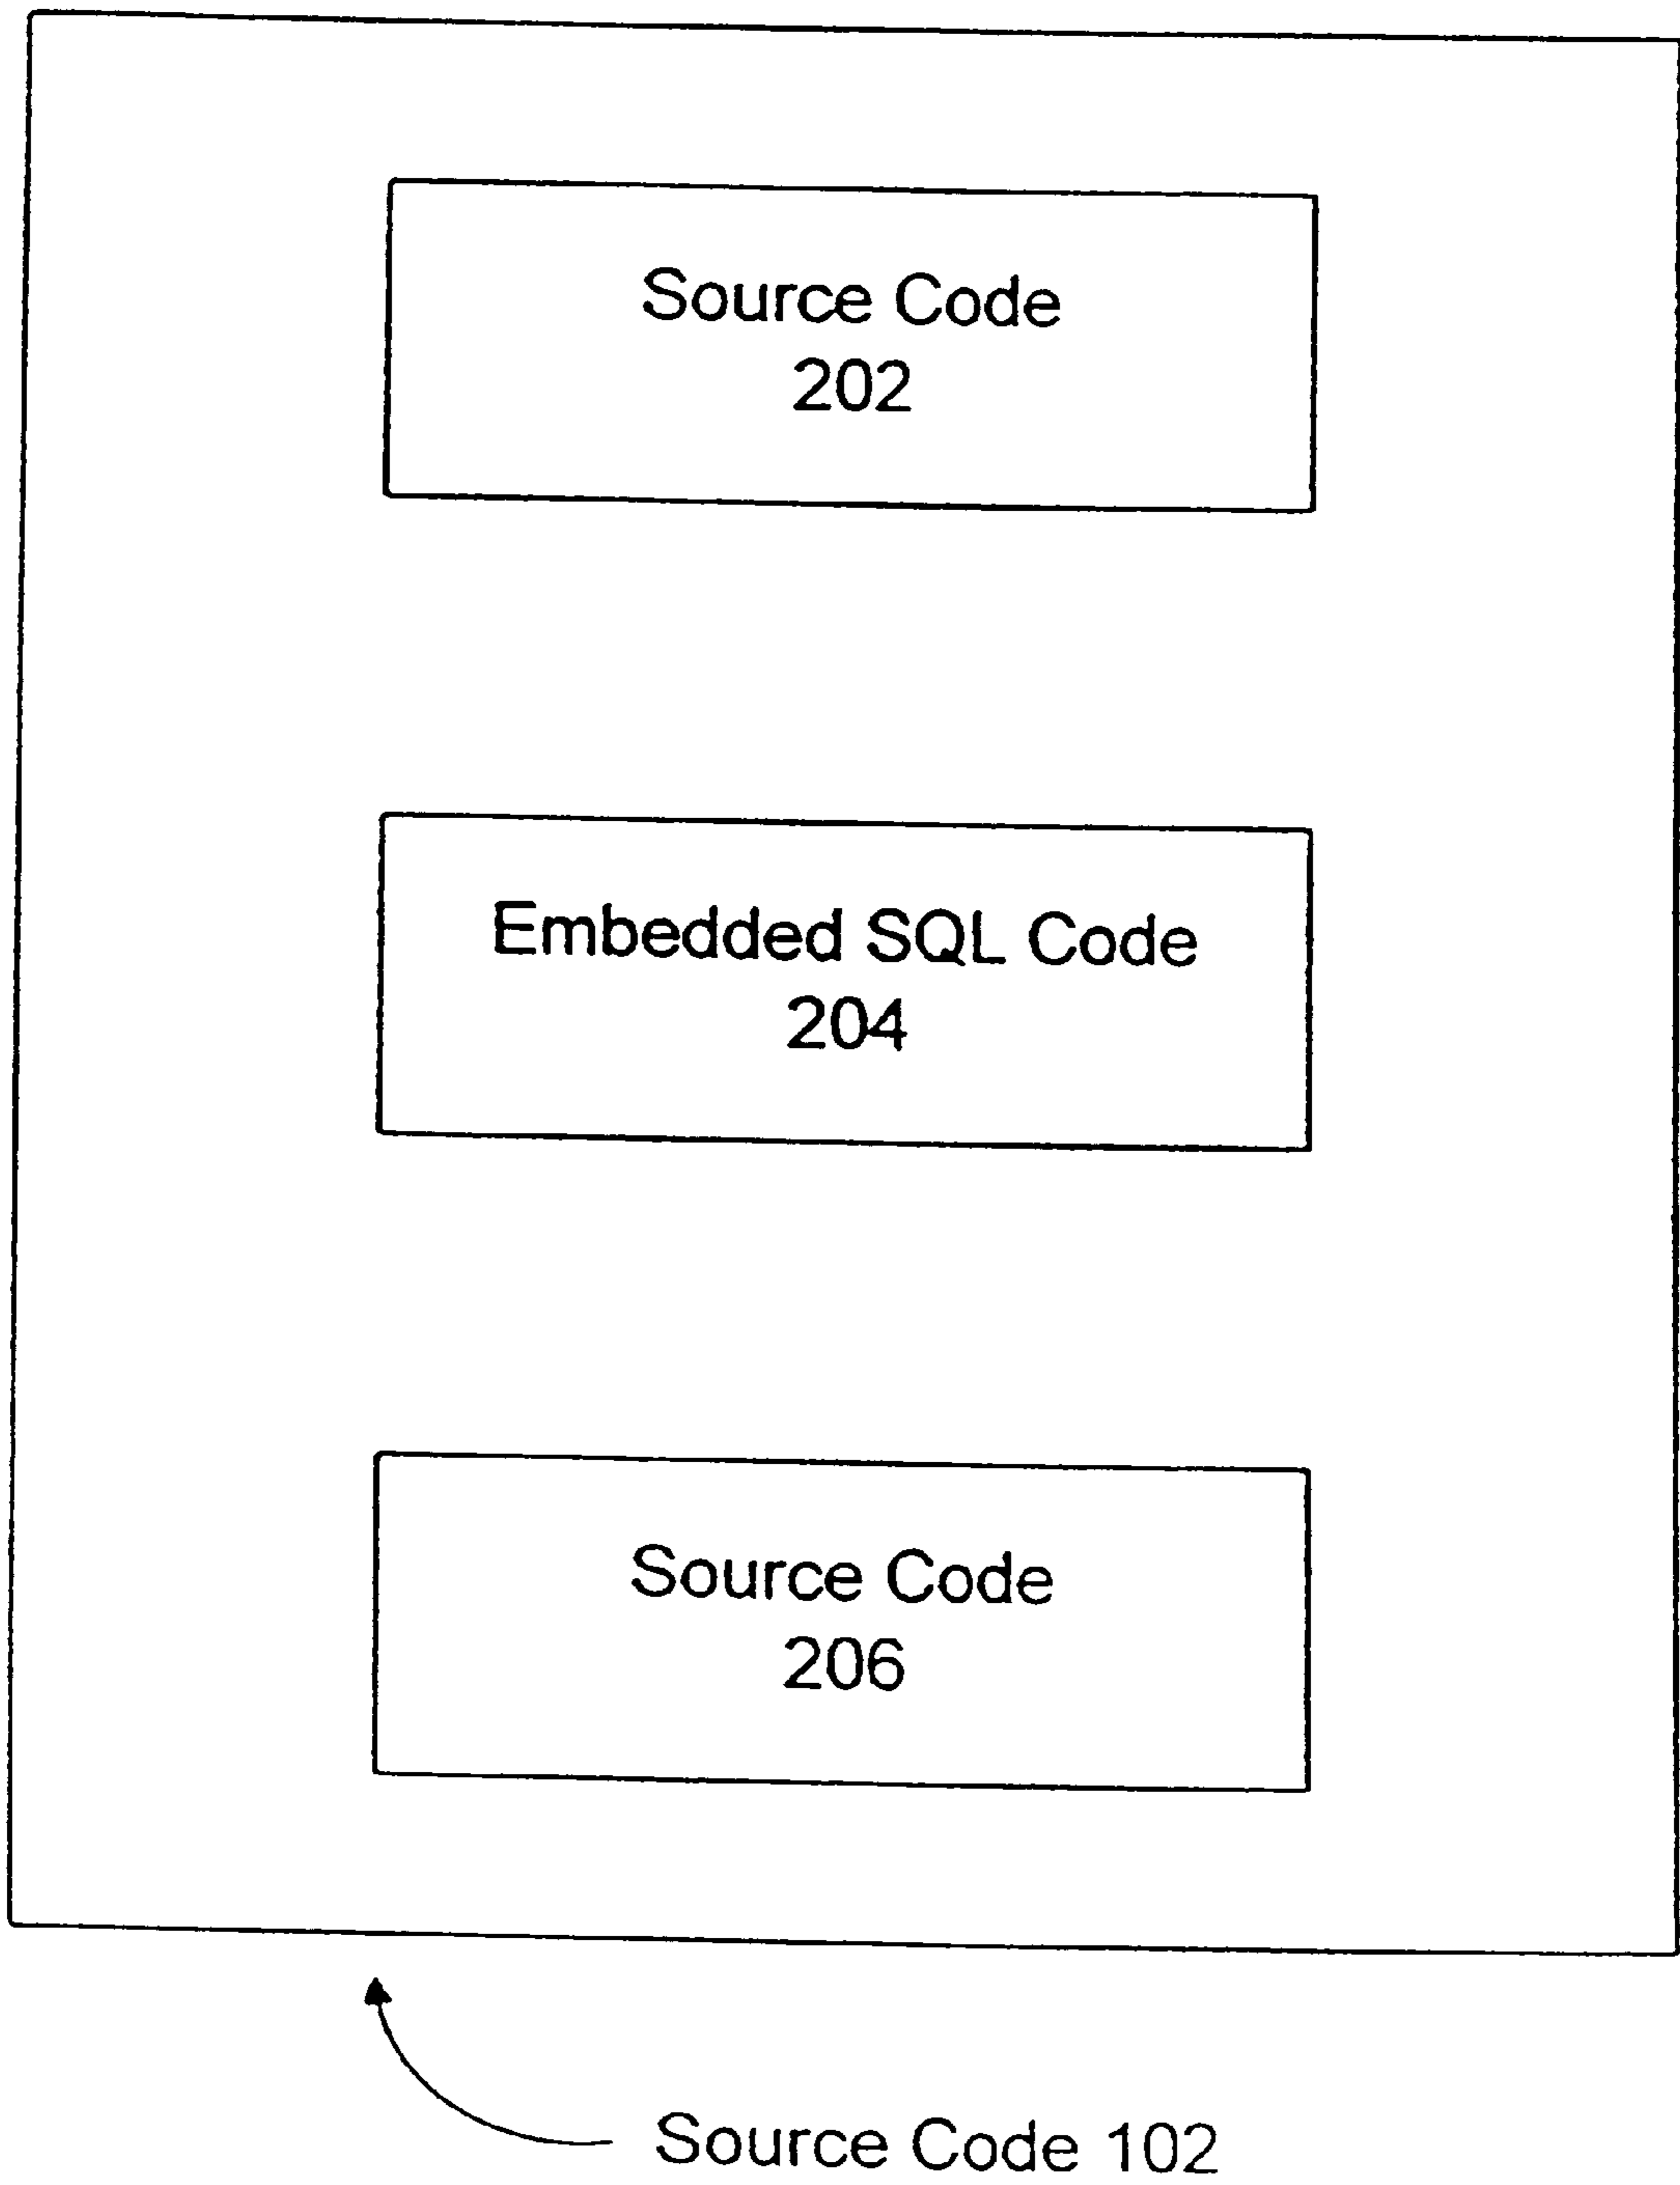 Source Code
202
Embedded SQL Code
204
Source Code
206
Source Code 102